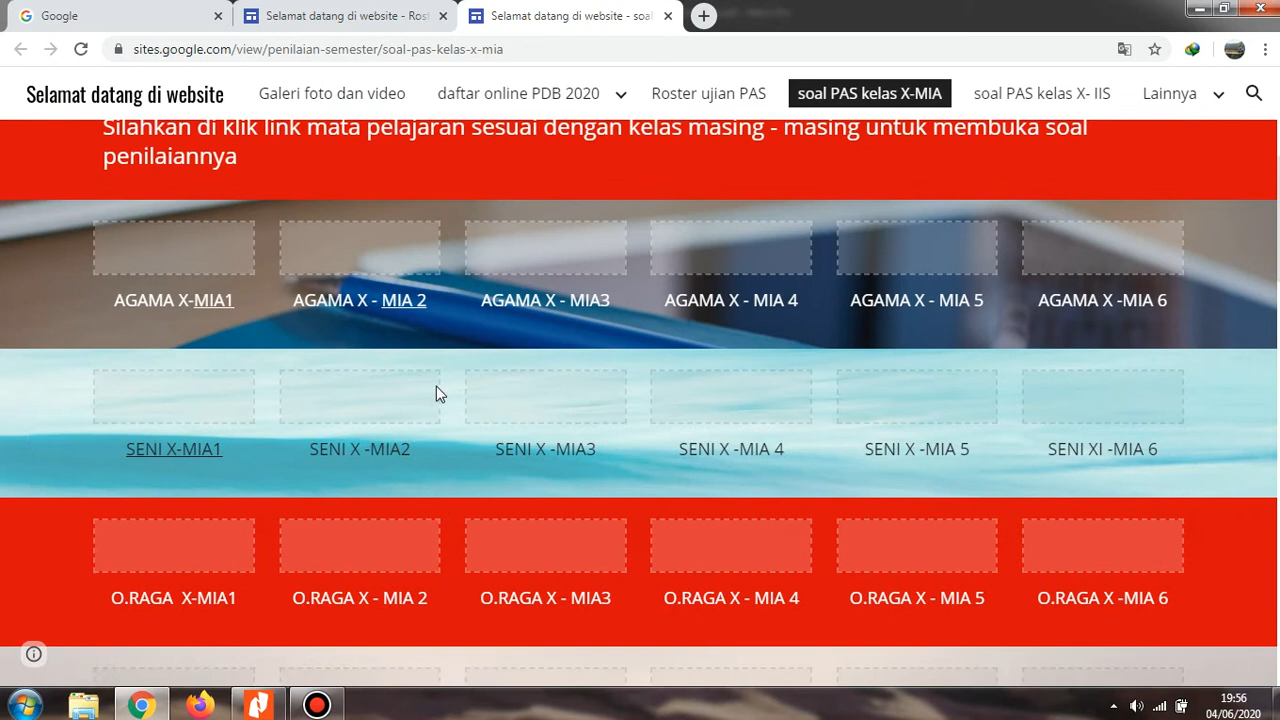 Google
Selamat datang di website - Rost
Selamat datang di website - soal
sites.google.com/view/penilaian-semester/soal-pas-kelas-x-mia
Selamat datang di website
Galeri foto dan video
daftar online PDB 2020
Roster ujian PAS
soal PAS kelas X-MIA
soal PAS kelas X- IIS
Lainnya
Silahkan di klik link mata pelajaran sesuai dengan kelas masing - masing untuk membuka soal
penilaiannya
AGAMA X-MIA1
AGAMA X - MIA 2
AGAMA X - MIA3
AGAMA X - MIA 4
AGAMA X - MIA 5
AGAMA X -MIA 6
SENI X-MIA1
SENI X -MIA2
SENI X -MIA3
SENI X -MIA 4
SENI X -MIA 5
SENI XI -MIA 6
O.RAGA  X-MIA1
O.RAGA X - MIA 2
O.RAGA X - MIA3
O.RAGA X - MIA 4
O.RAGA X - MIA 5
O.RAGA X -MIA 6
19:56
04/06/2020